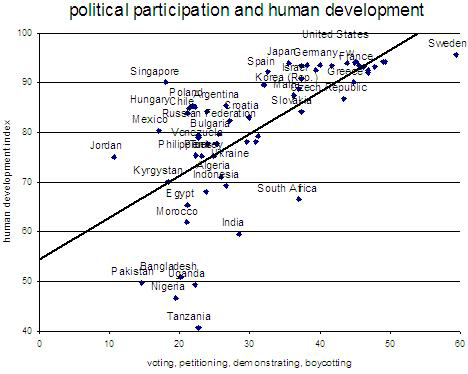 political participation and human development
human development index
100
90
80
70
60
50
40
United States
Japan
Germany
France
Sweden
Spain
Israel
Singapore
Korea (Rep.)
Greece
Czech Republic
Poland
Argentina
Hungary
Chile
Croatia
Slovakia
Russian Federation
Mexico
Bulgaria
Venezuela
Jordan
Ukraine
Algeria
Kyrgystan
Indonesia
Egypt
South Africa
Morocco
India
Bangladesh
Pakistan
Uganda
Nigeria
Tanzania
0 10 20 30 40 50 60
voting, petitioning, demonstrating, boycotting